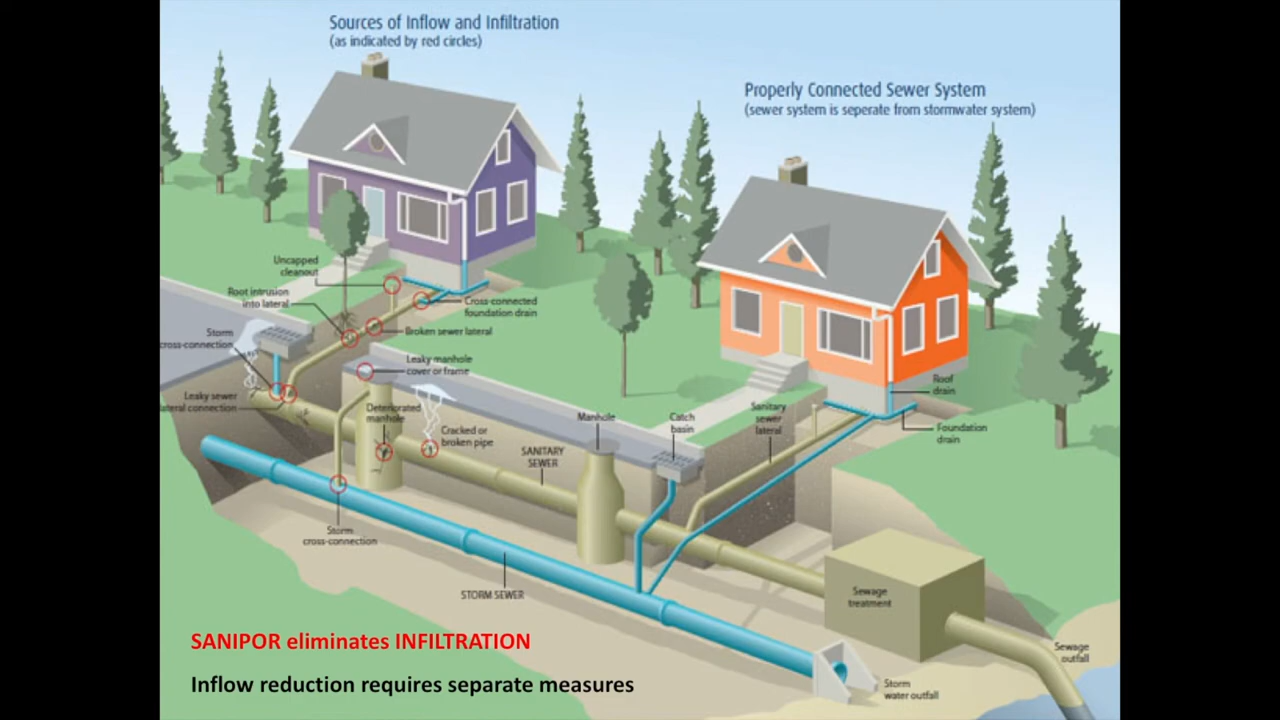 Sources of Inflow and Infiltration
(as indicated by red circles)
Properly Connected Sewer System
(sewer system is seperate from stormwater system)
Uncapped
cleanout
Root intrusion
into lateral
Cross-connected
foundation drain
Storm
cross-connection
Broken sewer lateral
Leaky manhole
cover or frame
Leaky sewer
lateral connection
Deteriorated
manhole
Cracked or
broken pipe
SANITARY
SEWER
Manhole
Catch
basin
Sanitary
sewer
lateral
Roof
drain
Foundation
drain
Storm
cross-connection
STORM SEWER
Sewage
treatment
Sewage
outfall
Storm
water outfall
SANIPOR eliminates INFILTRATION
Inflow reduction requires separate measures